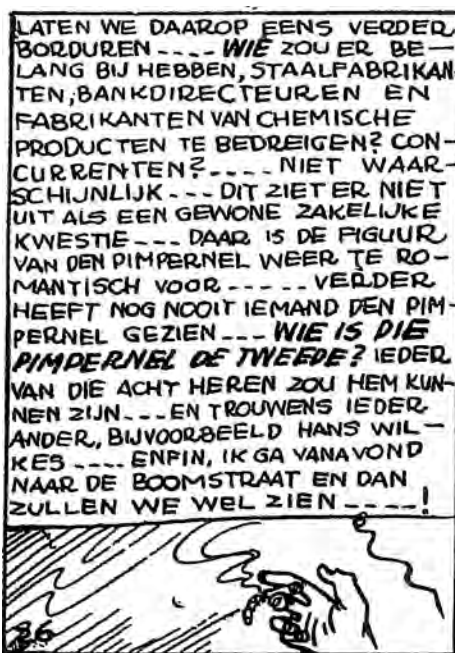 LATEN WE DAAROP EENS VERDER
BORDUREN ---- WIE ZOU ER BE-
LANG BIJ HEBBEN, STAALFABRIKAN-
TEN, BANKDIRECTEUREN EN
FABRIKANTEN VAN CHEMISCHE
PRODUCTEN TE BEDREIGEN? CON-
CURRENTEN? ---- NIET WAAR-
SCHIJNLIJK --- DIT ZIET ER NIET
UIT ALS EEN GEWONE ZAKELIJKE
KWESTIE --- DAAR IS DE FIGUUR
VAN DEN PIMPERNEL WEER TE RO-
MANTISCH VOOR ----- VERDER
HEEFT NOG NOOIT IEMAND DEN PIM-
PERNEL GEZIEN --- WIE IS DIE
PIMPERNEL DE TWEEDE? IEDER
VAN DIE ACHT HEREN ZOU HEM KUN-
NEN ZIJN --- EN TROUWENS IEDER
ANDER, BIJVOORBEELD HANS WIL-
KES ---- ENFIN, IK GA VANAVOND
NAAR DE BOOMSTRAAT EN DAN
ZULLEN WE WEL ZIEN ----!
26